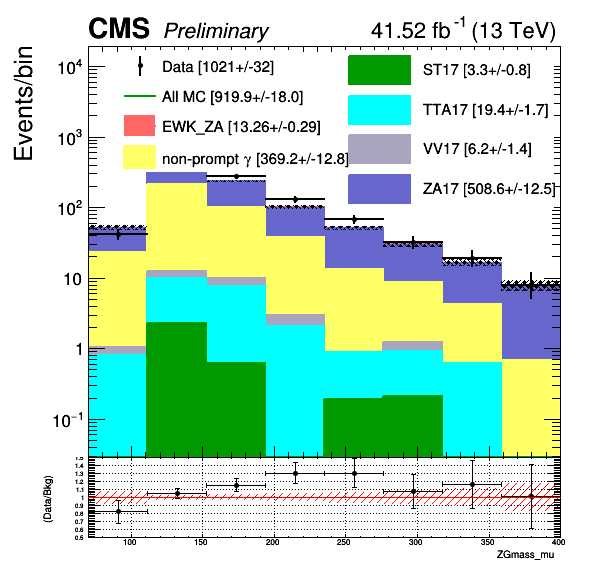 CMS Preliminary 41.52 fb⁻¹ (13 TeV)
Events/bin
Data [1021+/-32]
All MC [919.9+/-18.0]
EWK_ZA [13.26+/-0.29]
non-prompt γ [369.2+/-12.8]
ST17 [3.3+/-0.8]
TTA17 [19.4+/-1.7]
VV17 [6.2+/-1.4]
ZA17 [508.6+/-12.5]
10⁴
10³
10²
10
1
10⁻¹
(Data/Bkg)
1.5
1.4
1.3
1.2
1.1
1
0.9
0.8
0.7
0.6
0.5
100 150 200 250 300 350 400
ZGmass_mu